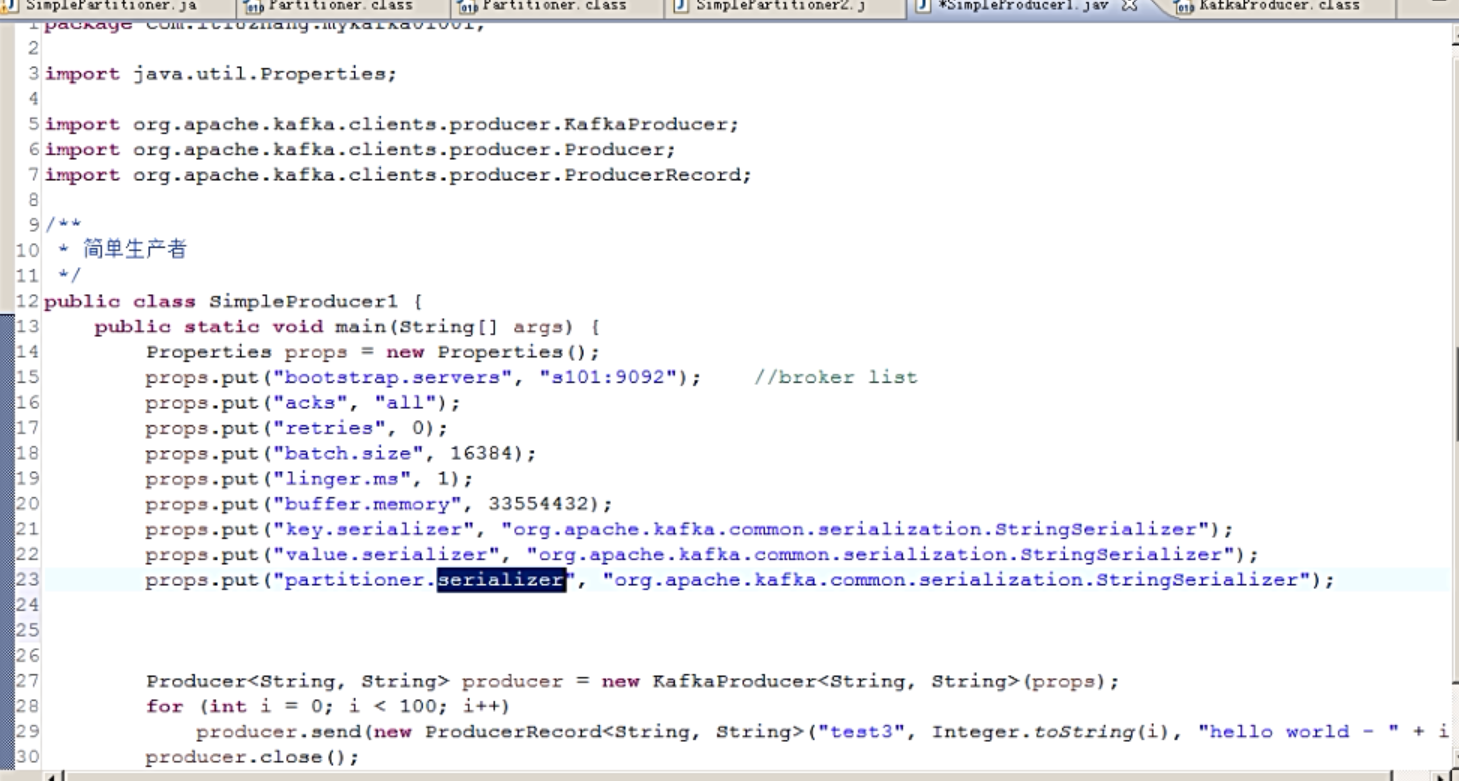 SimplePartitioner.ja Partitioner.class Partitioner.class SimplePartitioner2.j *SimpleProducer1.jav KafkaProducer.class
1 package com.it18zhang.mykafka01001;
2
3 import java.util.Properties;
4
5 import org.apache.kafka.clients.producer.KafkaProducer;
6 import org.apache.kafka.clients.producer.Producer;
7 import org.apache.kafka.clients.producer.ProducerRecord;
8
9 /**
10 * 简单生产者
11 */
12 public class SimpleProducer1 {
13 public static void main(String[] args) {
14 Properties props = new Properties();
15 props.put("bootstrap.servers", "s101:9092"); //broker list
16 props.put("acks", "all");
17 props.put("retries", 0);
18 props.put("batch.size", 16384);
19 props.put("linger.ms", 1);
20 props.put("buffer.memory", 33554432);
21 props.put("key.serializer", "org.apache.kafka.common.serialization.StringSerializer");
22 props.put("value.serializer", "org.apache.kafka.common.serialization.StringSerializer");
23 props.put("partitioner.serializer", "org.apache.kafka.common.serialization.StringSerializer");
24
25
26
27 Producer<String, String> producer = new KafkaProducer<String, String>(props);
28 for (int i = 0; i < 100; i++)
29 producer.send(new ProducerRecord<String, String>("test3", Integer.toString(i), "hello world - " + i
30 producer.close();